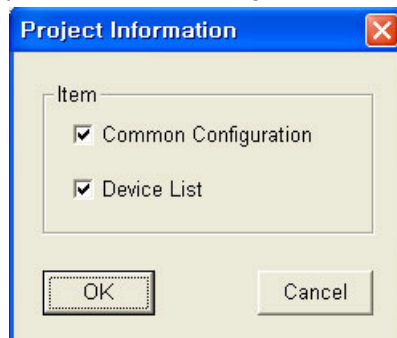 Project Information
Item
Common Configuration
Device List
OK
Cancel